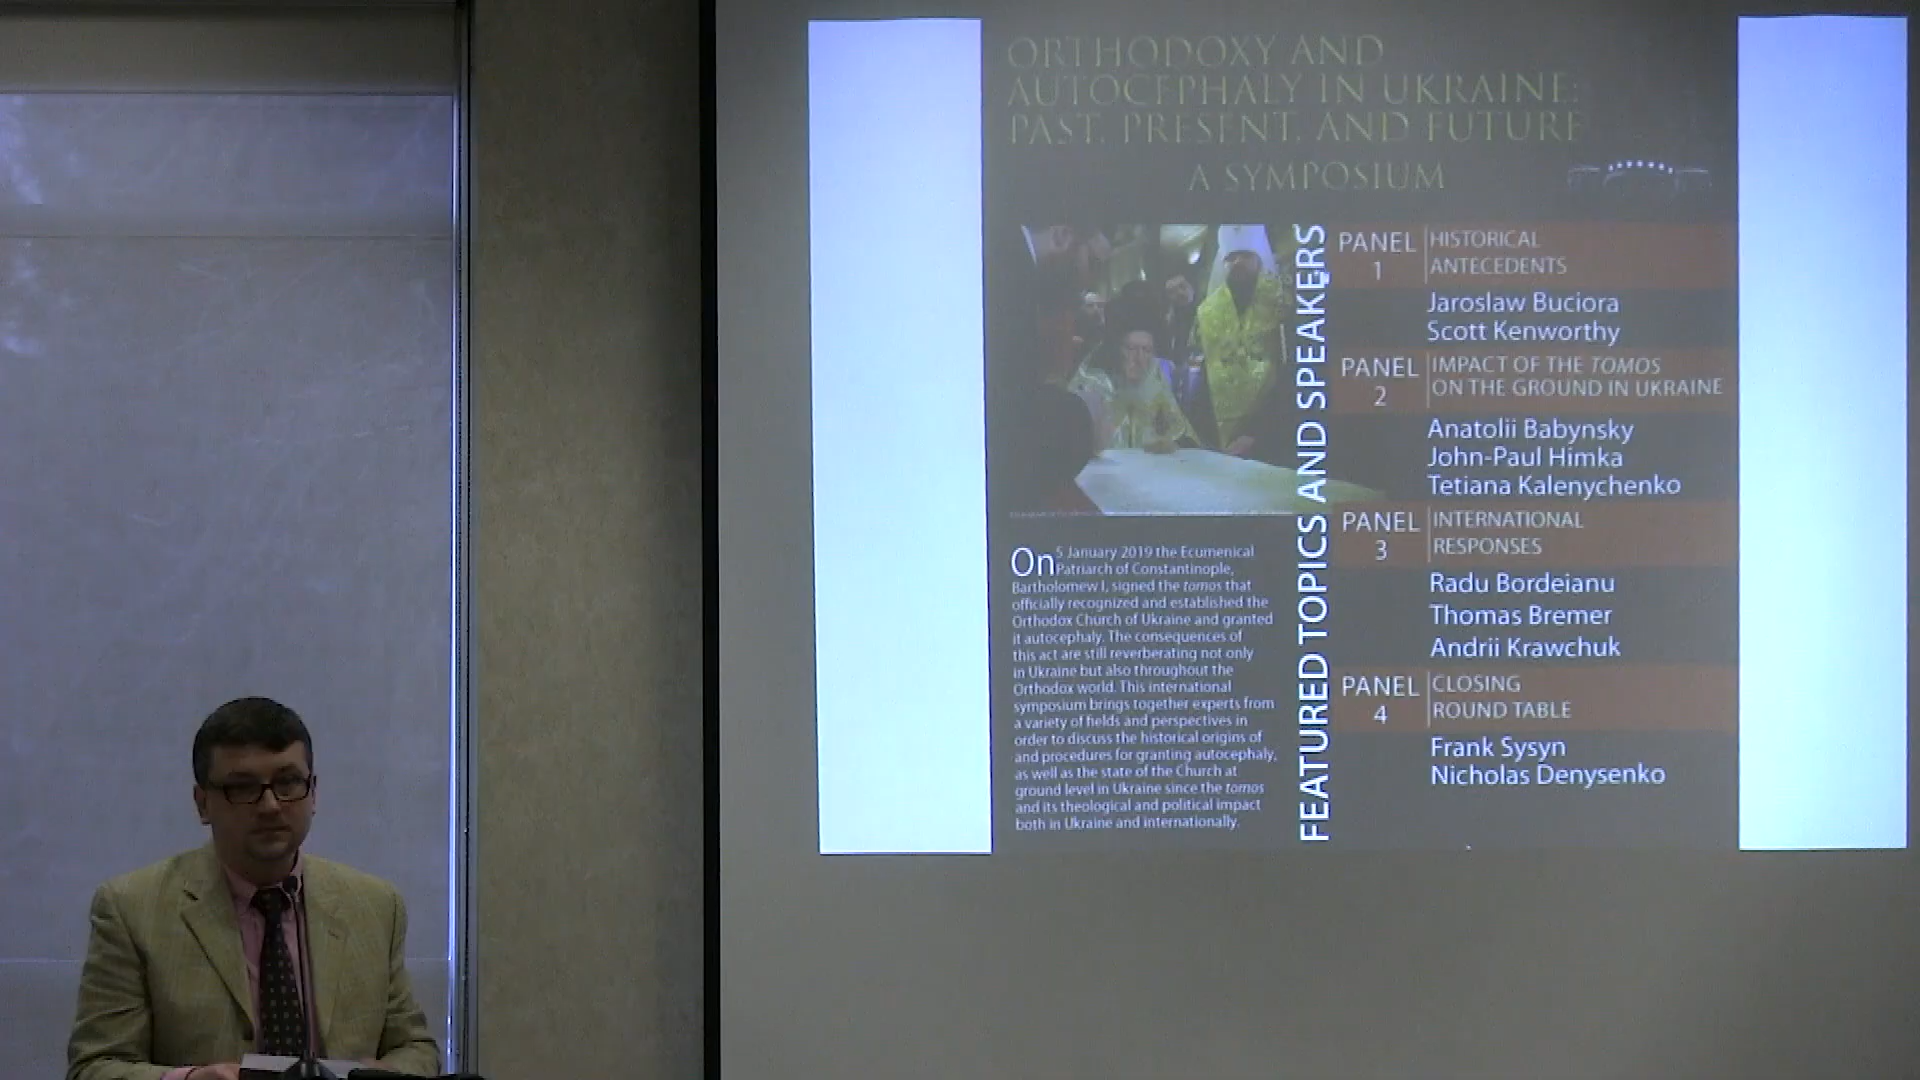 ORTHODOXY AND
AUTOCEPHALY IN UKRAINE:
PAST, PRESENT, AND FUTURE
A SYMPOSIUM
On 5 January 2019 the Ecumenical
Patriarch of Constantinople,
Bartholomew I, signed the tomos that
officially recognized and established the
Orthodox Church of Ukraine and granted
it autocephaly. The consequences of
this act are still reverberating not only
in Ukraine but also throughout the
Orthodox world. This international
symposium brings together experts from
a variety of fields and perspectives in
order to discuss the historical origins of
and procedures for granting autocephaly,
as well as the state of the Church at
ground level in Ukraine since the tomos
and its theological and political impact
both in Ukraine and internationally.
FEATURED TOPICS AND SPEAKERS
PANEL 1
HISTORICAL
ANTECEDENTS
Jaroslaw Buciora
Scott Kenworthy
PANEL 2
IMPACT OF THE TOMOS
ON THE GROUND IN UKRAINE
Anatolii Babynsky
John-Paul Himka
Tetiana Kalenychenko
PANEL 3
INTERNATIONAL
RESPONSES
Radu Bordeianu
Thomas Bremer
Andrii Krawchuk
PANEL 4
CLOSING
ROUND TABLE
Frank Sysyn
Nicholas Denysenko